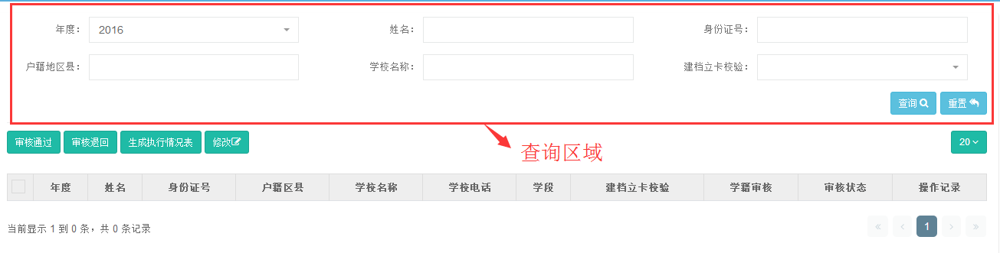 年度： 2016 姓名： 身份证号：
户籍地区县： 学校名称： 建档立卡校验：
查询 重置
审核通过 审核退回 生成执行情况表 修改 20
查询区域
年度 姓名 身份证号 户籍区县 学校名称 学校电话 学段 建档立卡校验 学籍审核 审核状态 操作记录
当前显示 1 到 0 条，共 0 条记录 « ‹ 1 › »